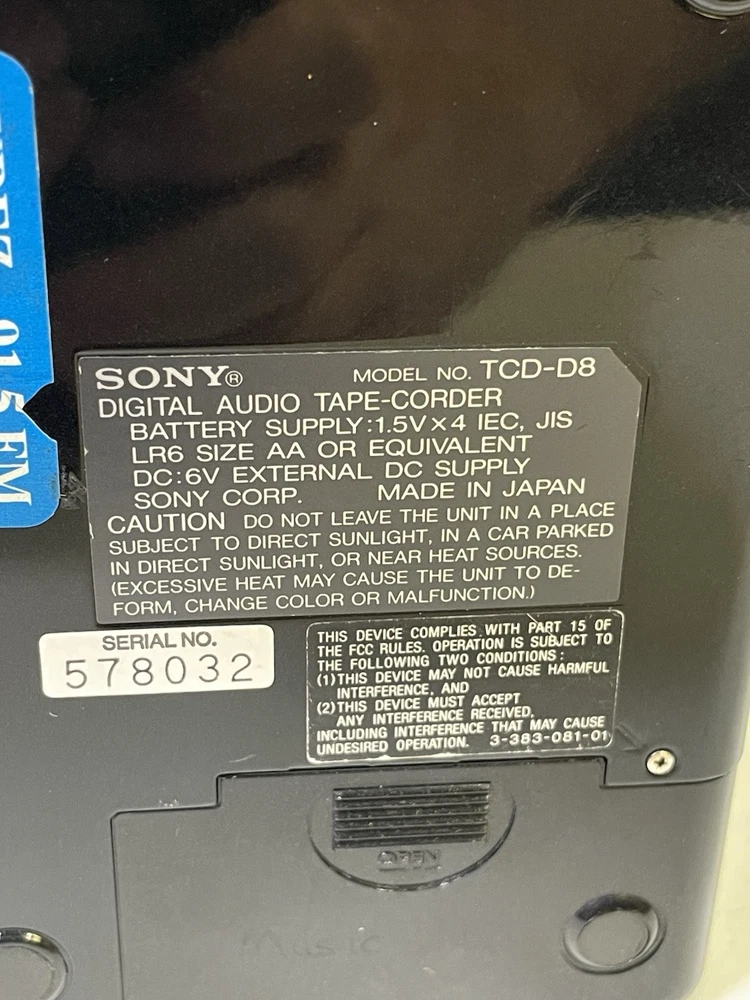 91.5 FM
SONY® MODEL NO. TCD-D8
DIGITAL AUDIO TAPE-CORDER
BATTERY SUPPLY:1.5V×4 IEC, JIS
LR6 SIZE AA OR EQUIVALENT
DC:6V EXTERNAL DC SUPPLY
SONY CORP. MADE IN JAPAN
CAUTION DO NOT LEAVE THE UNIT IN A PLACE
SUBJECT TO DIRECT SUNLIGHT, IN A CAR PARKED
IN DIRECT SUNLIGHT, OR NEAR HEAT SOURCES.
(EXCESSIVE HEAT MAY CAUSE THE UNIT TO DE-
FORM, CHANGE COLOR OR MALFUNCTION.)
SERIAL NO.
578032
THIS DEVICE COMPLIES WITH PART 15 OF
THE FCC RULES. OPERATION IS SUBJECT TO
THE FOLLOWING TWO CONDITIONS:
(1)THIS DEVICE MAY NOT CAUSE HARMFUL
INTERFERENCE, AND
(2)THIS DEVICE MUST ACCEPT
ANY INTERFERENCE RECEIVED,
INCLUDING INTERFERENCE THAT MAY CAUSE
UNDESIRED OPERATION. 3-383-081-01
OPEN
Music